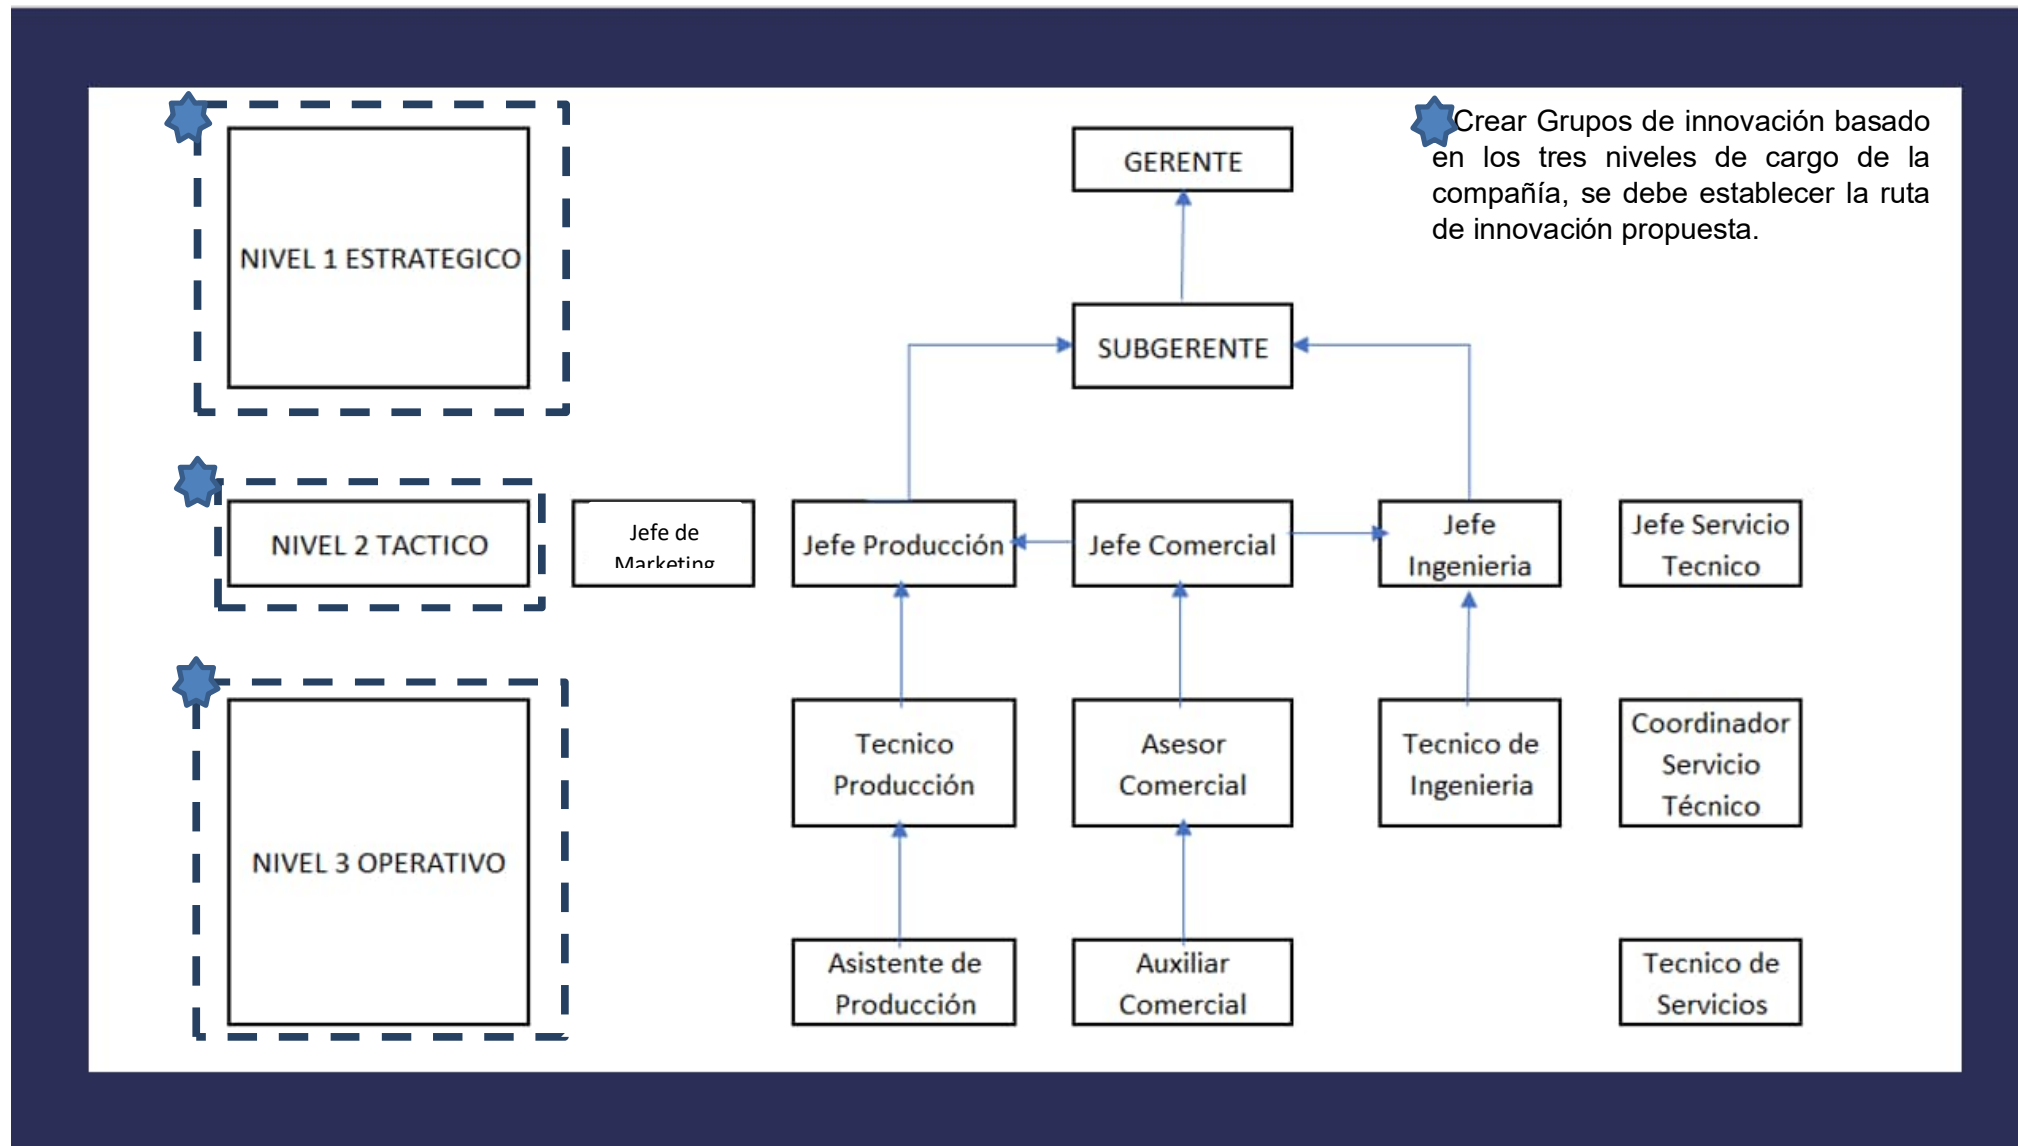 Crear Grupos de innovación basado
en los tres niveles de cargo de la
compañía, se debe establecer la ruta
de innovación propuesta.
NIVEL 1 ESTRATEGICO
GERENTE
SUBGERENTE
NIVEL 2 TACTICO
Jefe de
Marketing
Jefe Producción
Jefe Comercial
Jefe
Ingenieria
Jefe Servicio
Tecnico
NIVEL 3 OPERATIVO
Tecnico
Producción
Asesor
Comercial
Tecnico de
Ingenieria
Coordinador
Servicio
Técnico
Asistente de
Producción
Auxiliar
Comercial
Tecnico de
Servicios